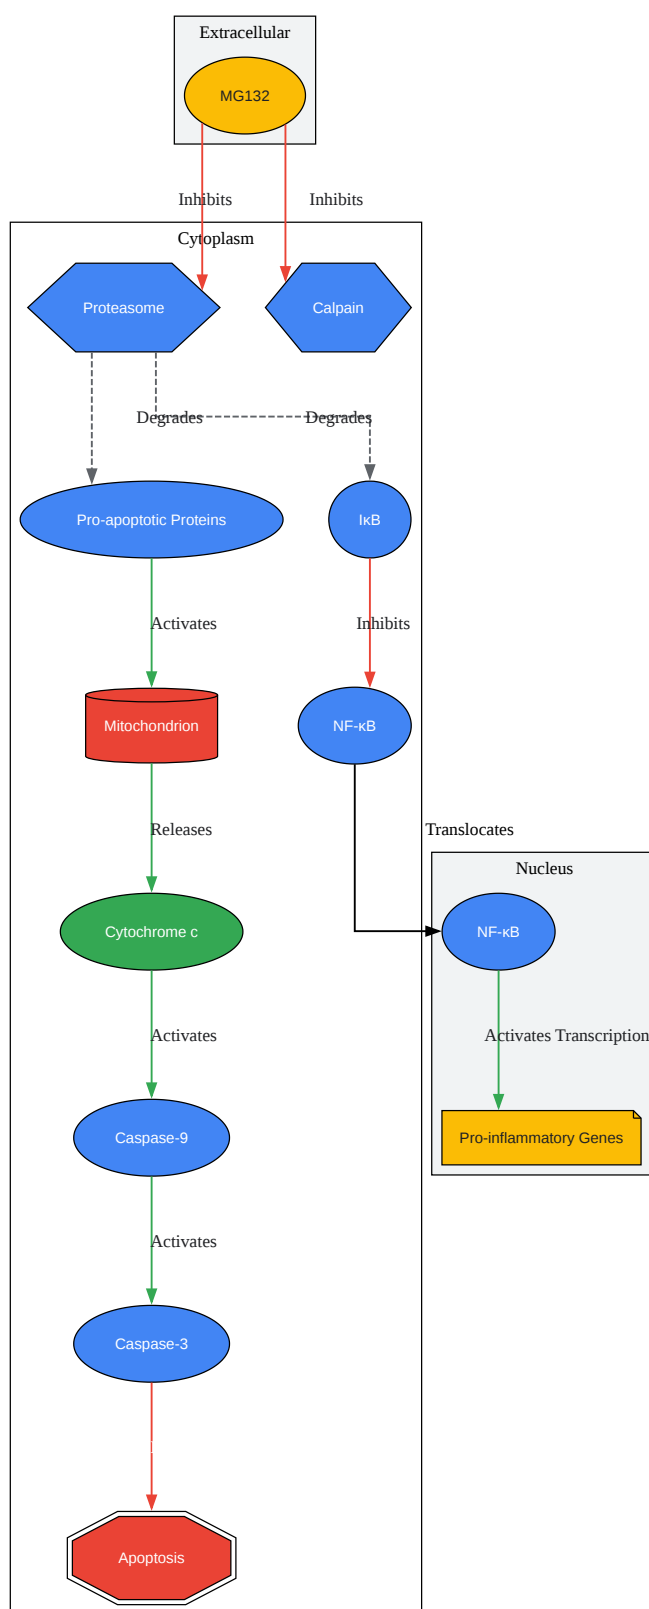 Extracellular
MG132
Inhibits
Inhibits
Cytoplasm
Proteasome
Calpain
Degrades
Degrades
Pro-apoptotic Proteins
IκB
Activates
Inhibits
Mitochondrion
NF-κB
Releases
Translocates
Nucleus
Cytochrome c
NF-κB
Activates
Activates Transcription
Caspase-9
Pro-inflammatory Genes
Activates
Caspase-3
Apoptosis